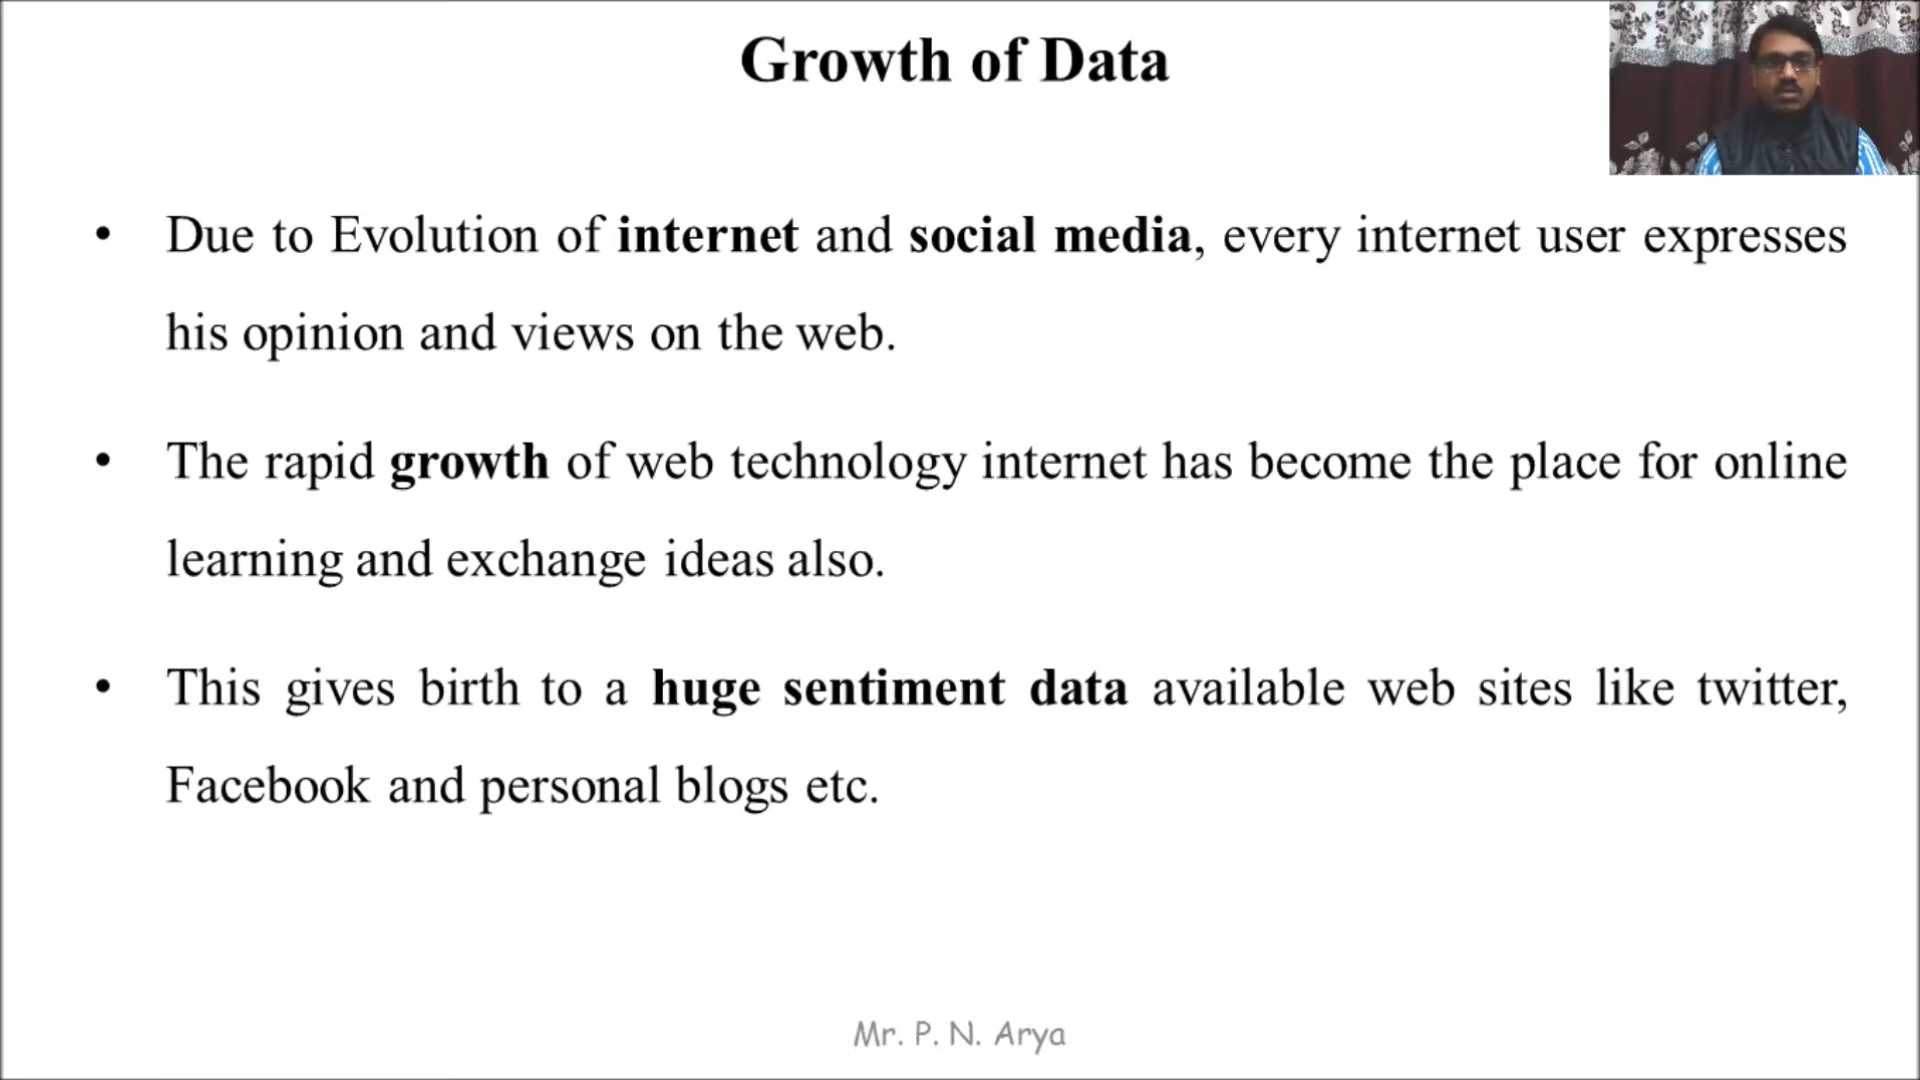 Growth of Data
• Due to Evolution of internet and social media, every internet user expresses
his opinion and views on the web.
• The rapid growth of web technology internet has become the place for online
learning and exchange ideas also.
• This gives birth to a huge sentiment data available web sites like twitter,
Facebook and personal blogs etc.
Mr. P. N. Arya